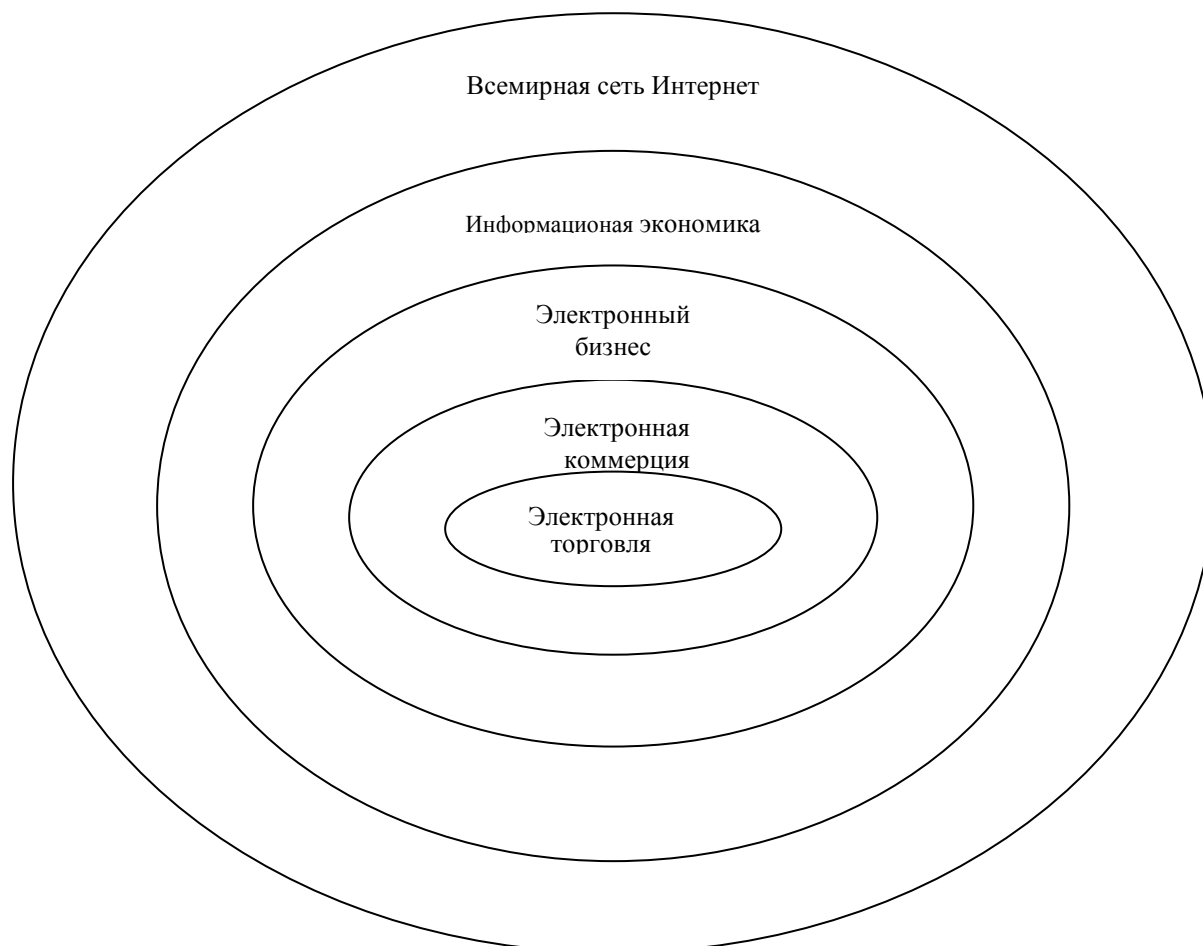 Всемирная сеть Интернет
Информационая экономика
Электронный
бизнес
Электронная
коммерция
Электронная
торговля